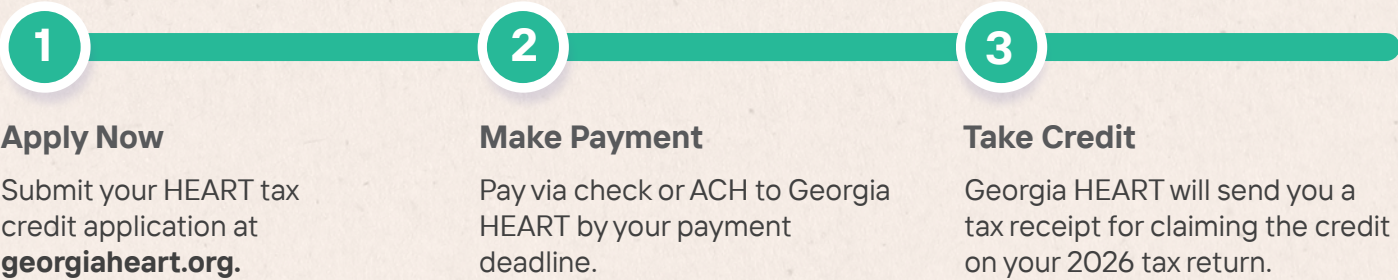 1
Apply Now
Submit your HEART tax
credit application at
georgiaheart.org.
2
Make Payment
Pay via check or ACH to Georgia
HEART by your payment
deadline.
3
Take Credit
Georgia HEART will send you a
tax receipt for claiming the credit
on your 2026 tax return.